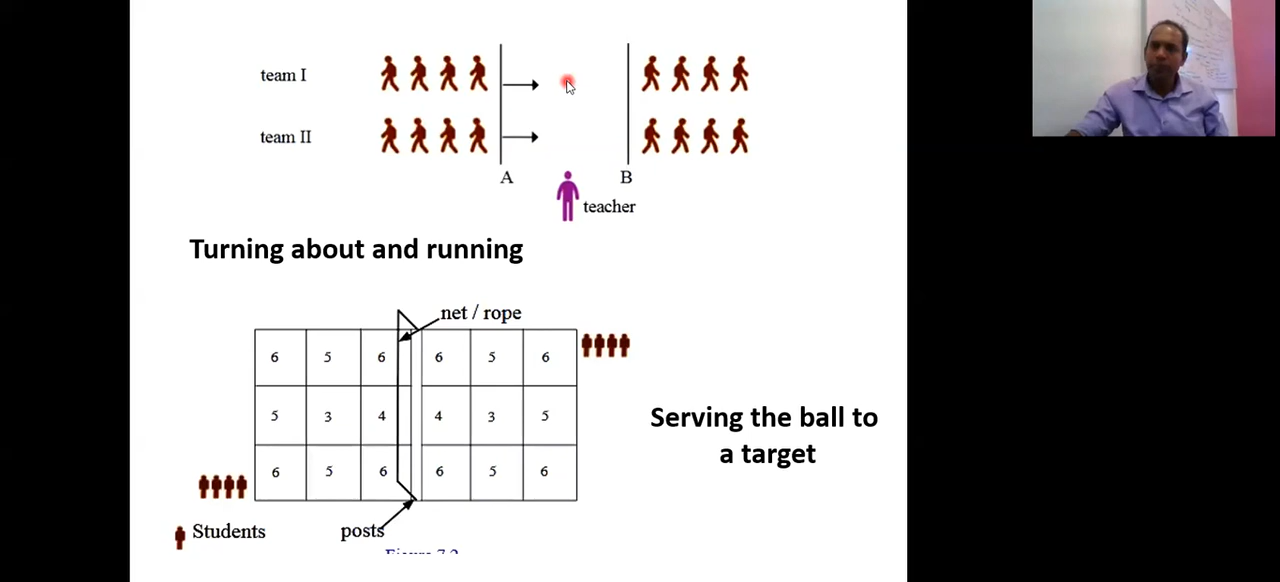 team I
team II
A
B
teacher
Turning about and running
net / rope
6 5 6 6 5 6
5 3 4 4 3 5
6 5 6 6 5 6
Serving the ball to
a target
Students
posts